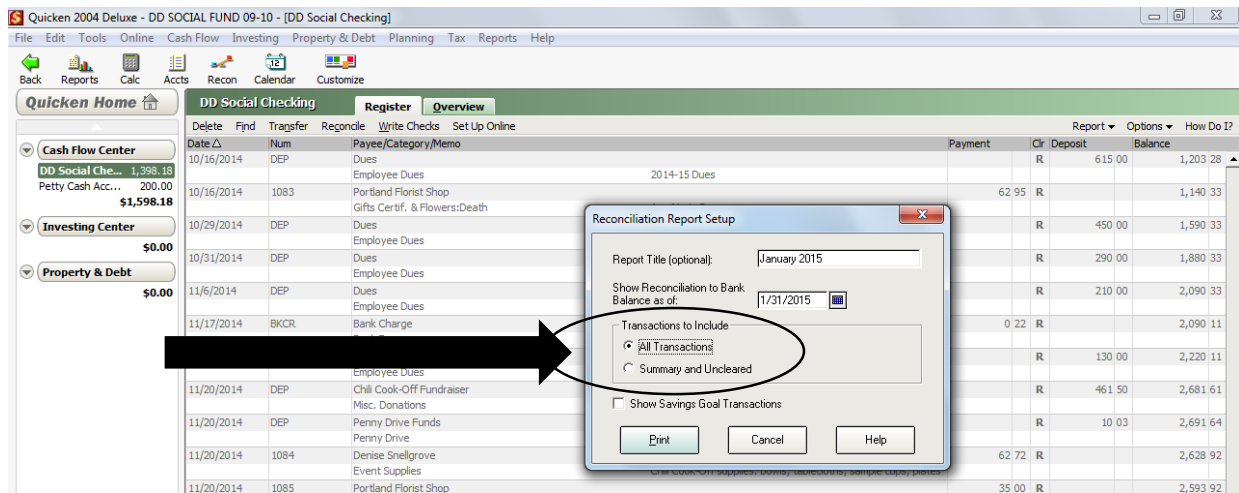 Quicken 2004 Deluxe - DD SOCIAL FUND 09-10 - [DD Social Checking]
File Edit Tools Online Cash Flow Investing Property & Debt Planning Tax Reports Help
Back Reports Calc Accts Recon Calendar Customize
Quicken Home
DD Social Checking Register Overview
Delete Find Transfer Reconcile Write Checks Set Up Online Report Options How Do I?
Cash Flow Center
DD Social Che... 1,398.18
Petty Cash Acc... 200.00
$1,598.18
Investing Center
$0.00
Property & Debt
$0.00
Date Num Payee/Category/Memo Payment Clr Deposit Balance
10/16/2014 DEP Dues R 615 00 1,203 28
Employee Dues 2014-15 Dues
10/16/2014 1083 Portland Florist Shop 62 95 R 1,140 33
Gifts Certif. & Flowers:Death
10/29/2014 DEP Dues R 450 00 1,590 33
Employee Dues
10/31/2014 DEP Dues R 290 00 1,880 33
Employee Dues
11/6/2014 DEP Dues R 210 00 2,090 33
Employee Dues
11/17/2014 BKCR Bank Charge 0 22 R 2,090 11
R 130 00 2,220 11
Employee Dues
11/20/2014 DEP Chili Cook-Off Fundraiser R 461 50 2,681 61
Misc. Donations
11/20/2014 DEP Penny Drive Funds R 10 03 2,691 64
Penny Drive
11/20/2014 1084 Denise Snellgrove 62 72 R 2,628 92
Event Supplies Chili Cook-Off supplies: bowls, tablecloths, sample cups, plates
11/20/2014 1085 Portland Florist Shop 35 00 R 2,593 92
Reconciliation Report Setup
Report Title (optional): January 2015
Show Reconciliation to Bank
Balance as of: 1/31/2015
Transactions to Include
All Transactions
Summary and Uncleared
Show Savings Goal Transactions
Print Cancel Help